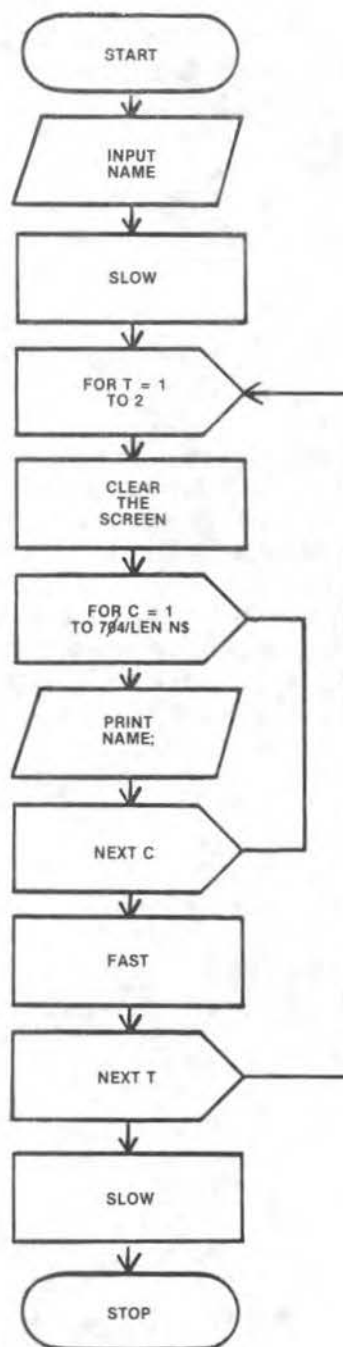 START
INPUT
NAME
SLOW
FOR T = 1
TO 2
CLEAR
THE
SCREEN
FOR C = 1
TO 7Ø4/LEN N$
PRINT
NAME;
NEXT C
FAST
NEXT T
SLOW
STOP